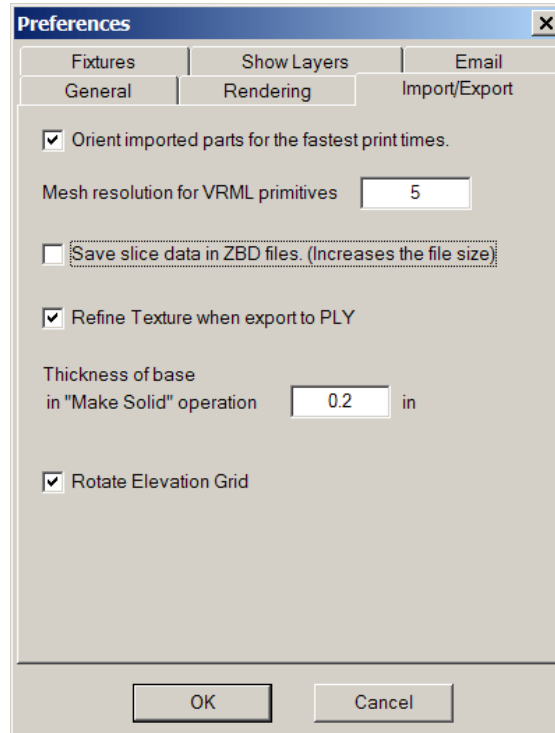 Preferences
Fixtures
Show Layers
Email
General
Rendering
Import/Export
Orient imported parts for the fastest print times.
Mesh resolution for VRML primitives 5
Save slice data in ZBD files. (Increases the file size)
Refine Texture when export to PLY
Thickness of base
in "Make Solid" operation 0.2 in
Rotate Elevation Grid
OK
Cancel